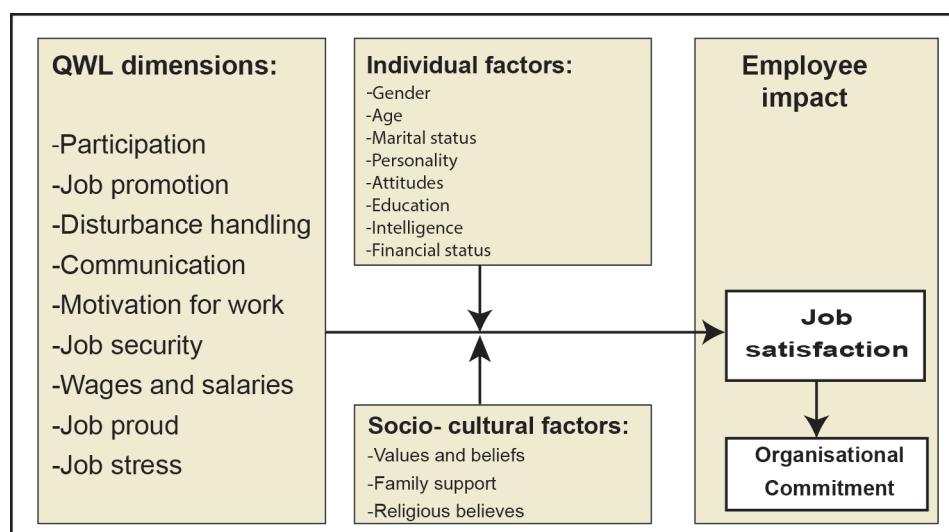 QWL dimensions:
-Participation
-Job promotion
-Disturbance handling
-Communication
-Motivation for work
-Job security
-Wages and salaries
-Job proud
-Job stress
Individual factors:
-Gender
-Age
-Marital status
-Personality
-Attitudes
-Education
-Intelligence
-Financial status
Socio- cultural factors:
-Values and beliefs
-Family support
-Religious believes
Employee
impact
Job
satisfaction
Organisational
Commitment